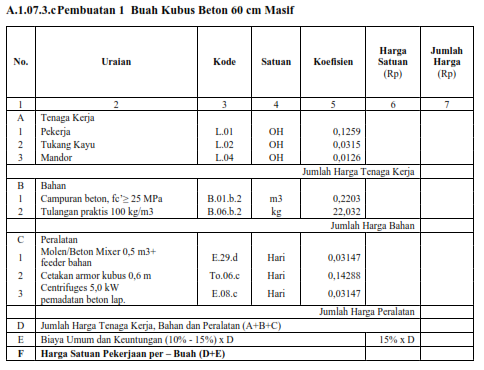 A.1.07.3.c Pembuatan 1 Buah Kubus Beton 60 cm Masif
No. Uraian Kode Satuan Koefisien Harga Satuan (Rp) Jumlah Harga (Rp)
1 2 3 4 5 6 7
A Tenaga Kerja
1 Pekerja L.01 OH 0,1259
2 Tukang Kayu L.02 OH 0,0315
3 Mandor L.04 OH 0,0126
Jumlah Harga Tenaga Kerja
B Bahan
1 Campuran beton, fc'≥ 25 MPa B.01.b.2 m3 0,2203
2 Tulangan praktis 100 kg/m3 B.06.b.2 kg 22,032
Jumlah Harga Bahan
C Peralatan
1 Molen/Beton Mixer 0,5 m3+ feeder bahan E.29.d Hari 0,03147
2 Cetakan armor kubus 0,6 m To.06.c Hari 0,14288
3 Centrifuges 5,0 kW pemadatan beton lap. E.08.c Hari 0,03147
Jumlah Harga Peralatan
D Jumlah Harga Tenaga Kerja, Bahan dan Peralatan (A+B+C)
E Biaya Umum dan Keuntungan (10% - 15%) x D 15% x D
F Harga Satuan Pekerjaan per – Buah (D+E)